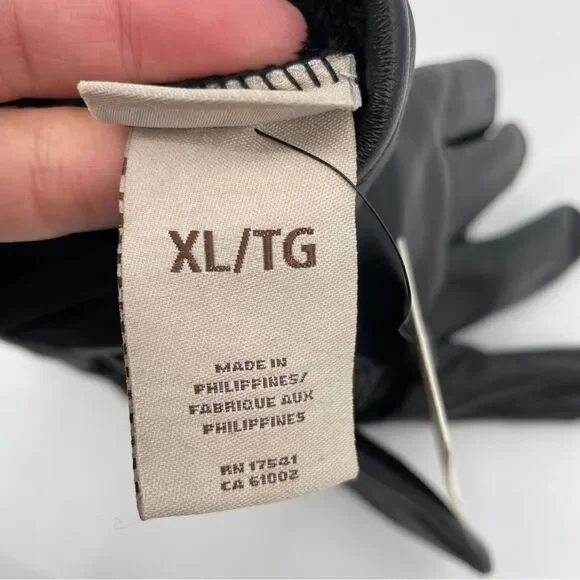 XL/TG
MADE IN
PHILIPPINES/
FABRIQUE AUX
PHILIPPINES
RN 17541
CA 61002